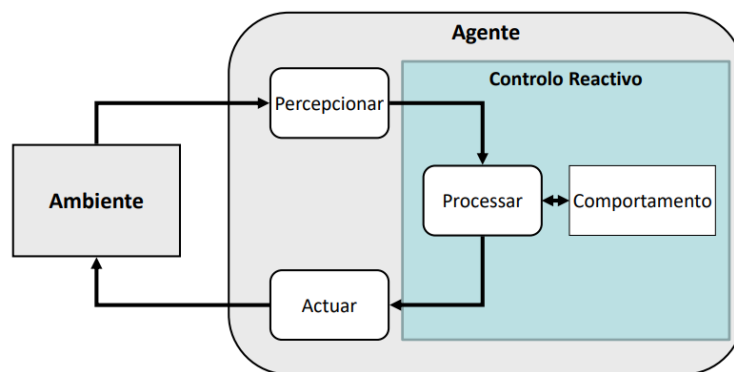 Agente
Controlo Reactivo
Percepcionar
Ambiente
Processar
Comportamento
Actuar